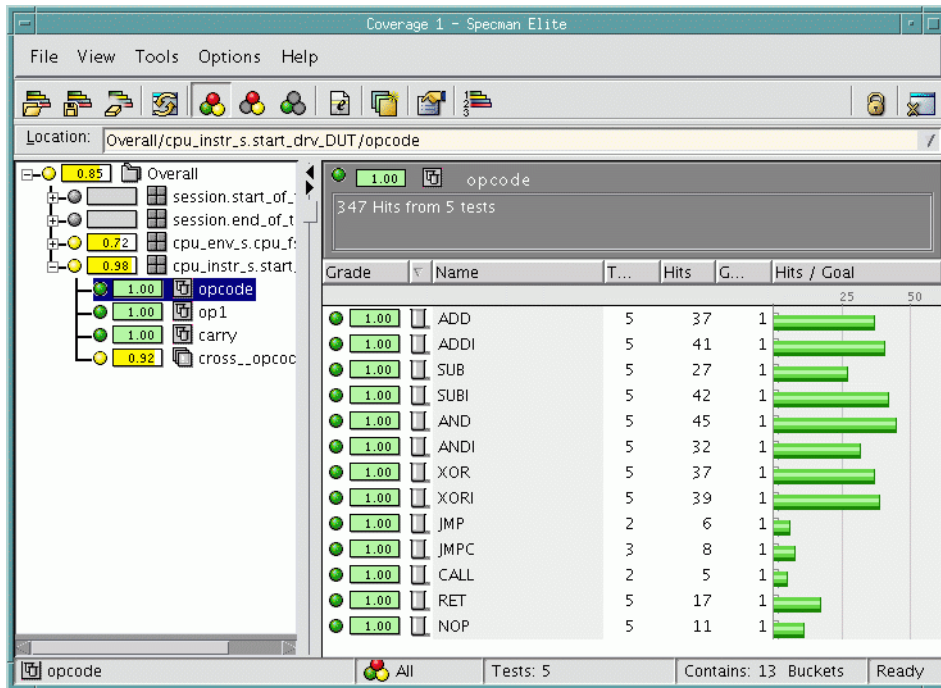 Coverage 1 - Specman Elite
File View Tools Options Help
Location: Overall/cpu_instr_s.start_drv_DUT/opcode
0.85 Overall
session.start_of_
session.end_of_t
0.72 cpu_env_s.cpu_f
0.98 cpu_instr_s.start_
1.00 opcode
1.00 op1
1.00 carry
0.92 cross__opcoc
1.00 opcode
347 Hits from 5 tests
Grade Name T... Hits G... Hits / Goal
25 50
1.00 ADD 5 37 1
1.00 ADDI 5 41 1
1.00 SUB 5 27 1
1.00 SUBI 5 42 1
1.00 AND 5 45 1
1.00 ANDI 5 32 1
1.00 XOR 5 37 1
1.00 XORI 5 39 1
1.00 JMP 2 6 1
1.00 JMPC 3 8 1
1.00 CALL 2 5 1
1.00 RET 5 17 1
1.00 NOP 5 11 1
opcode All Tests: 5 Contains: 13 Buckets Ready